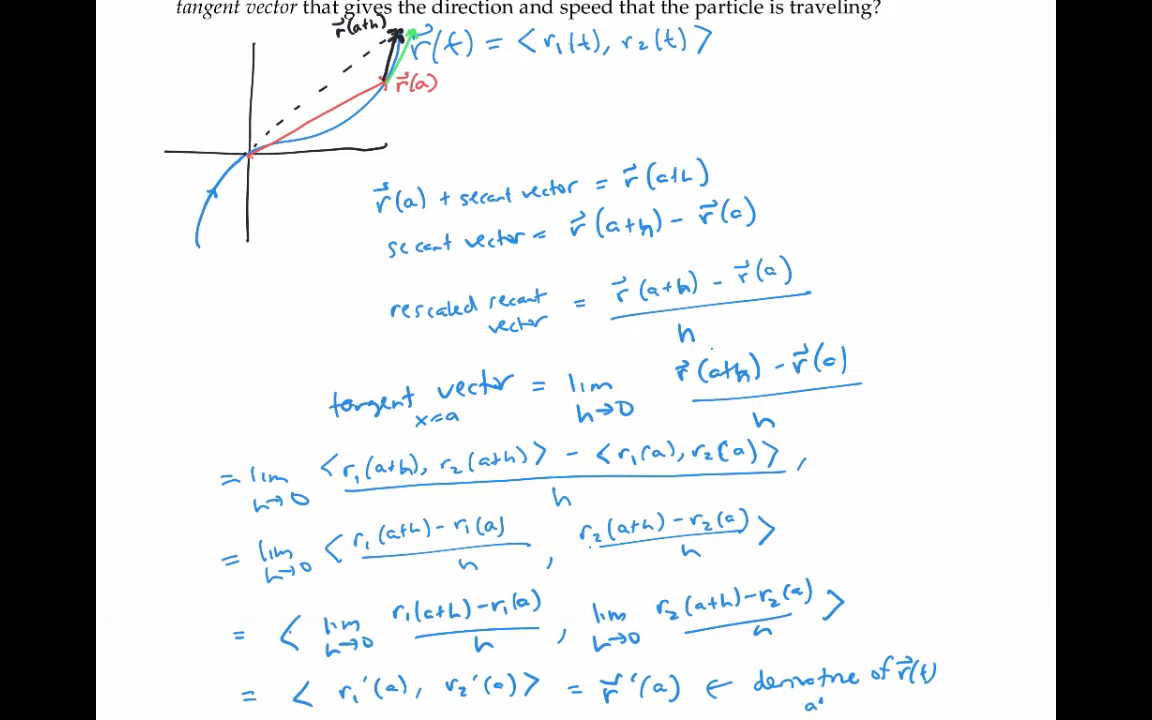 tangent vector that gives the direction and speed that the particle is traveling?
r⃗(a+h)
r⃗(t) = < r₁(t), r₂(t) >
r⃗(a)
r⃗(a) + secant vector = r⃗(a+h)
secant vector = r⃗(a+h) - r⃗(a)
rescaled secant vector = (r⃗(a+h) - r⃗(a)) / h
tangent vector x=a = lim h→0 (r⃗(a+h) - r⃗(a)) / h
= lim h→0 (< r₁(a+h), r₂(a+h) > - < r₁(a), r₂(a) >) / h ,
= lim h→0 < (r₁(a+h) - r₁(a)) / h , (r₂(a+h) - r₂(a)) / h >
= < lim h→0 (r₁(a+h) - r₁(a)) / h , lim h→0 (r₂(a+h) - r₂(a)) / h >
= < r₁'(a), r₂'(a) > = r⃗'(a) ← derivative of r⃗(t)